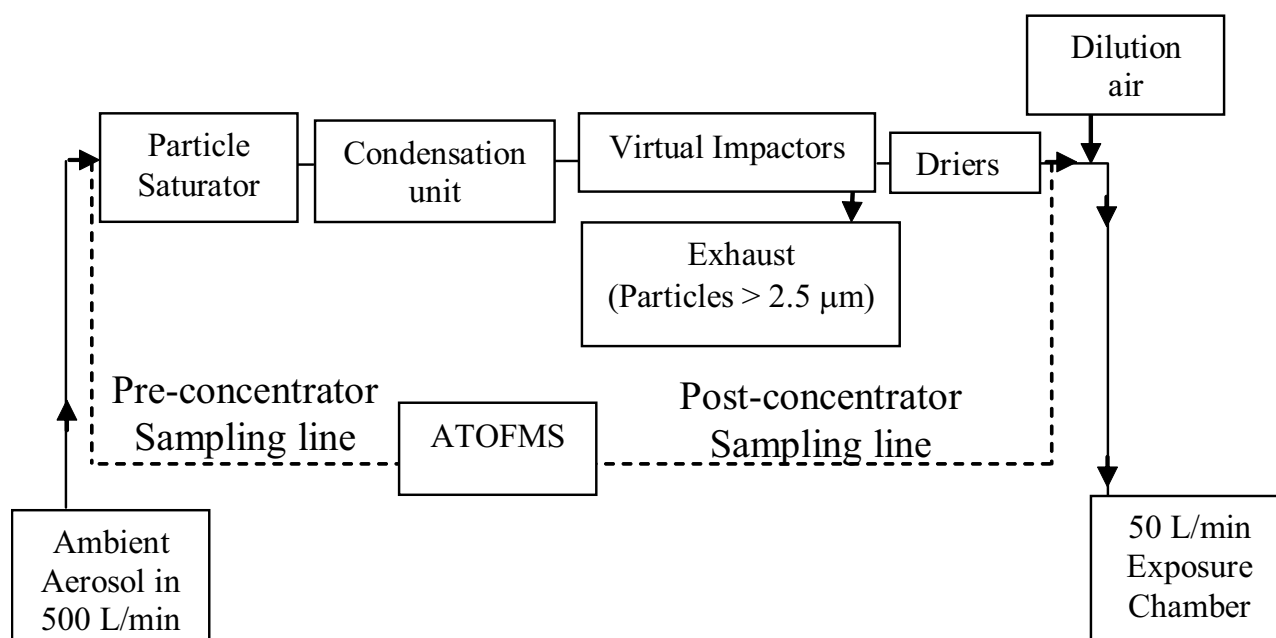 Dilution
air
Particle
Saturator
Condensation
unit
Virtual Impactors
Driers
Exhaust
(Particles > 2.5 μm)
Pre-concentrator
Sampling line
ATOFMS
Post-concentrator
Sampling line
Ambient
Aerosol in
500 L/min
50 L/min
Exposure
Chamber